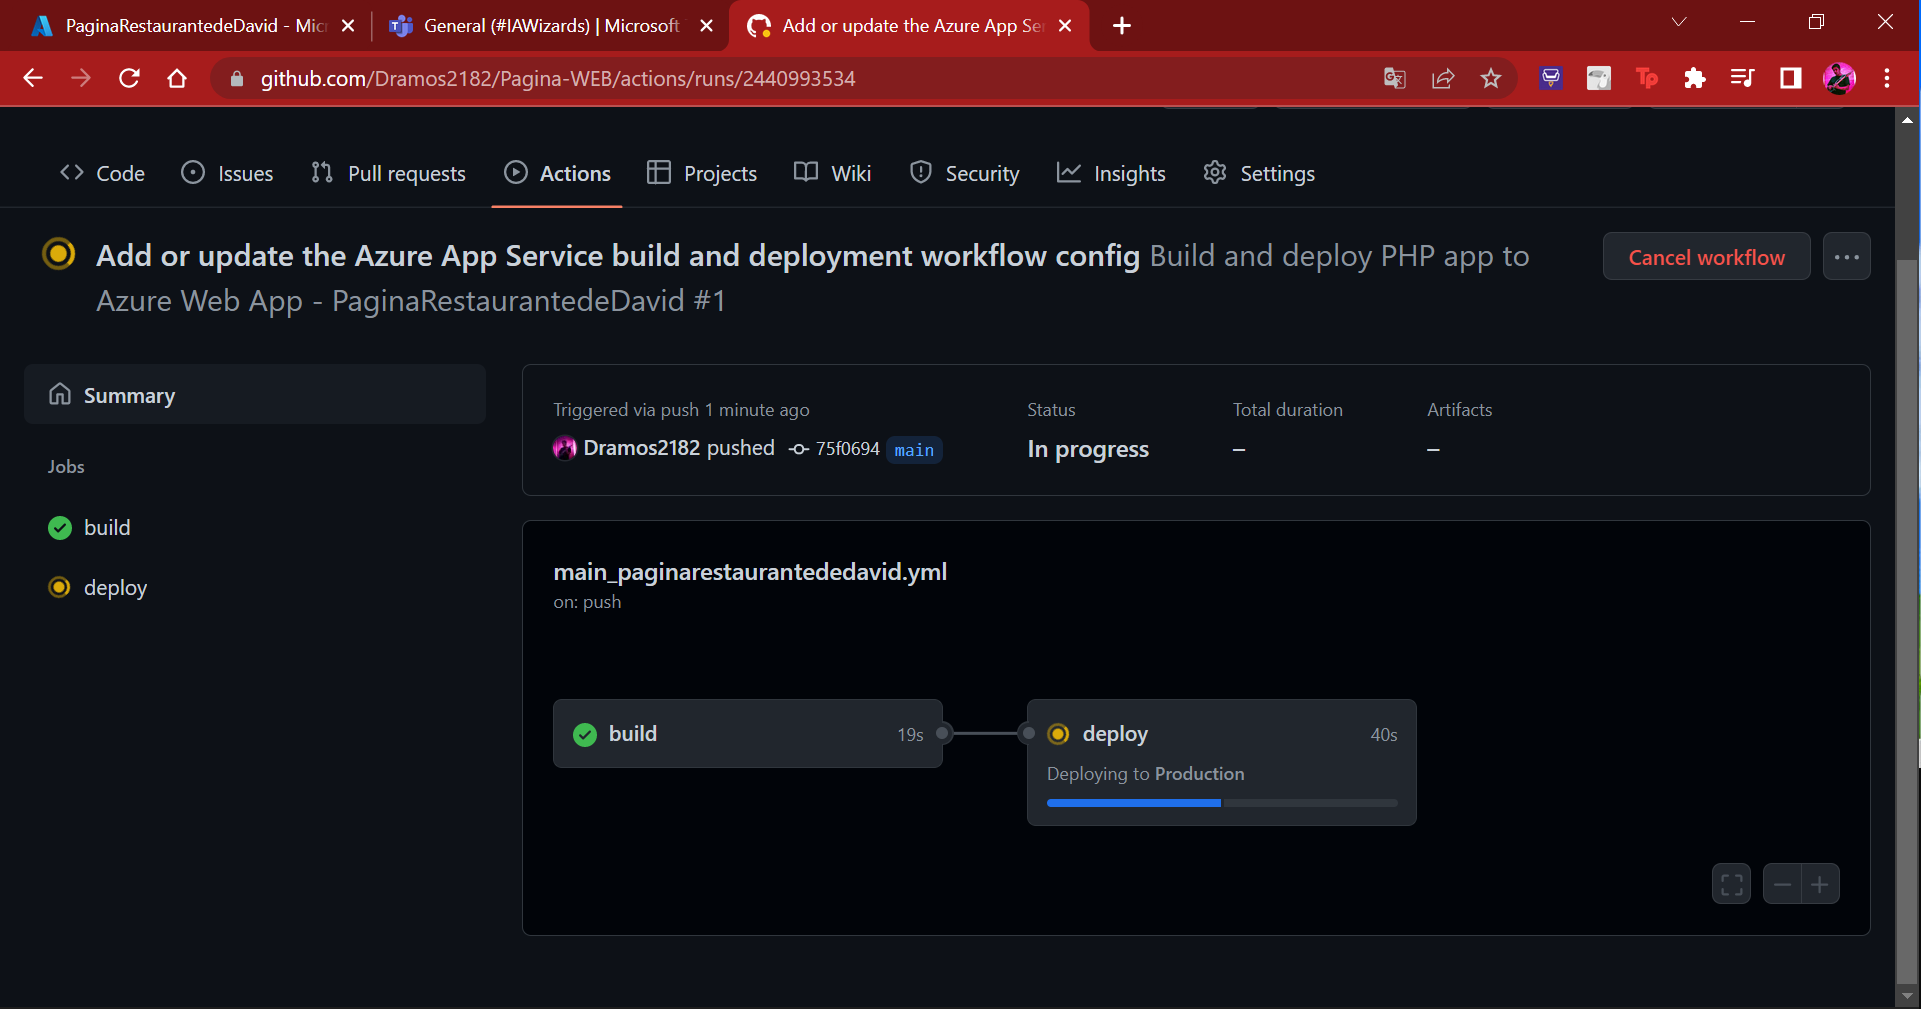 PaginaRestaurantedeDavid - Mic
General (#IAWizards) | Microsoft
Add or update the Azure App Se
github.com/Dramos2182/Pagina-WEB/actions/runs/2440993534
Tp
Code
Issues
Pull requests
Actions
Projects
Wiki
Security
Insights
Settings
Add or update the Azure App Service build and deployment workflow config Build and deploy PHP app to
Azure Web App - PaginaRestaurantedeDavid #1
Cancel workflow
Summary
Jobs
build
deploy
Triggered via push 1 minute ago
Dramos2182 pushed 75f0694 main
Status
In progress
Total duration
–
Artifacts
–
main_paginarestaurantededavid.yml
on: push
build 19s
deploy 40s
Deploying to Production